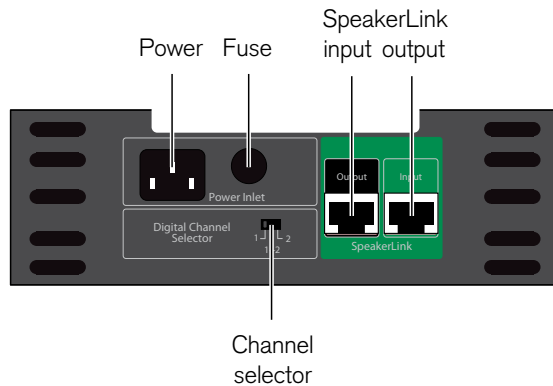 SpeakerLink
Power Fuse input output
Output Input
Power Inlet
Digital Channel
Selector
1 2
1+2
SpeakerLink
Channel
selector